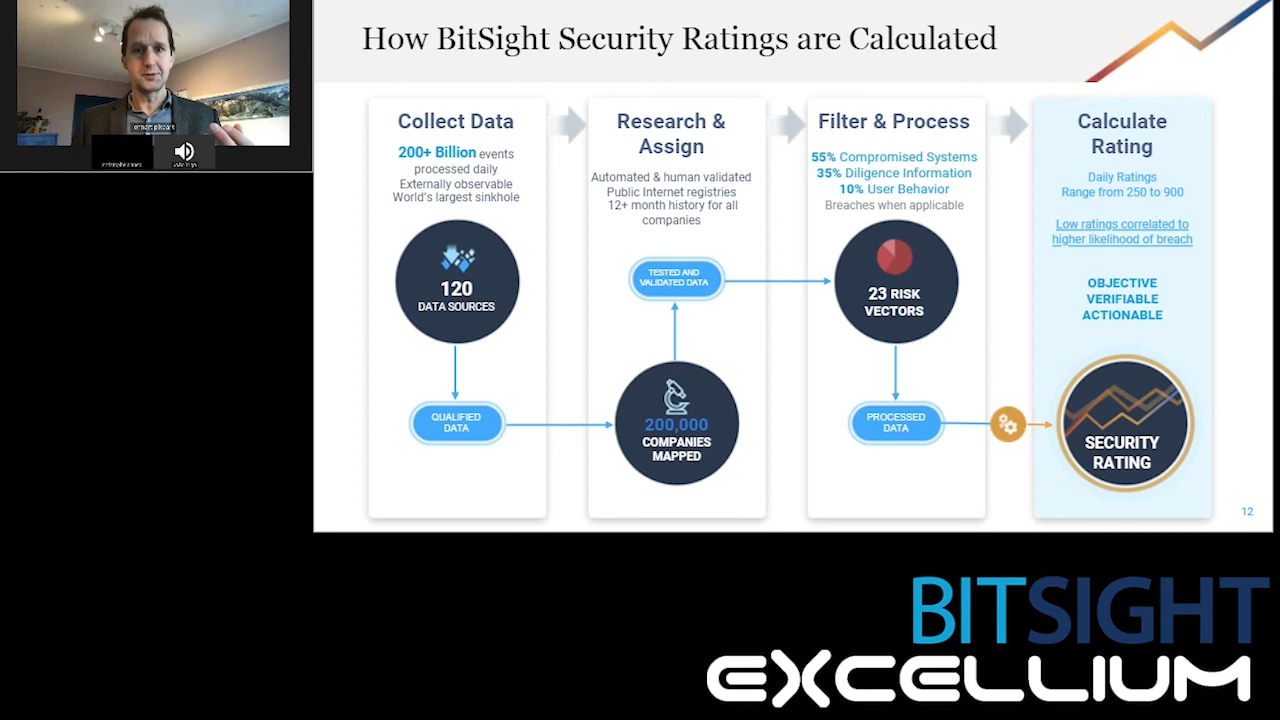 How BitSight Security Ratings are Calculated
Collect Data
200+ Billion events
processed daily
Externally observable
World's largest sinkhole
120
DATA SOURCES
QUALIFIED
DATA
Research &
Assign
Automated & human validated
Public Internet registries
12+ month history for all
companies
TESTED AND
VALIDATED DATA
200,000
COMPANIES
MAPPED
Filter & Process
55% Compromised Systems
35% Diligence Information
10% User Behavior
Breaches when applicable
23 RISK
VECTORS
PROCESSED
DATA
Calculate
Rating
Daily Ratings
Range from 250 to 900
Low ratings correlated to
higher likelihood of breach
OBJECTIVE
VERIFIABLE
ACTIONABLE
SECURITY
RATING
12
BITSIGHT
EXCELLIUM